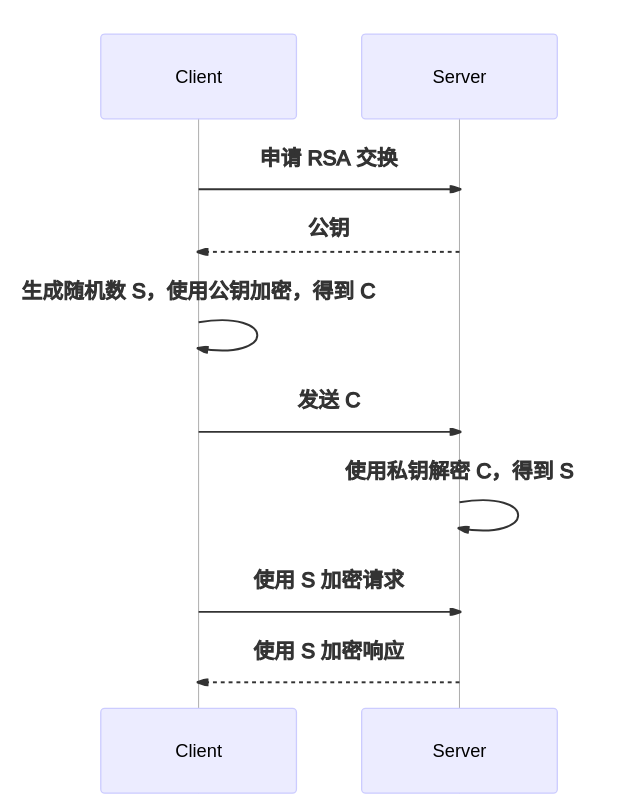 Client
Server
申请 RSA 交换
公钥
生成随机数 S，使用公钥加密，得到 C
发送 C
使用私钥解密 C，得到 S
使用 S 加密请求
使用 S 加密响应
Client
Server